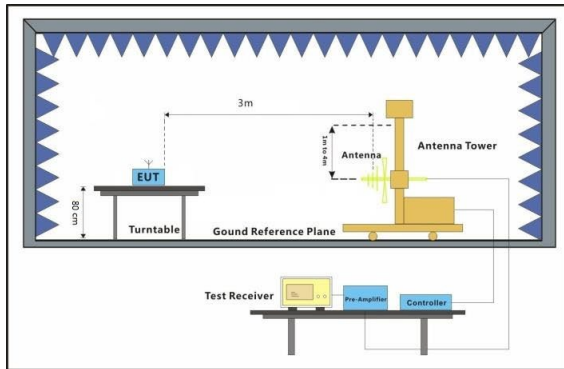 3m
1m to 4m
Antenna
Antenna Tower
EUT
80 cm
Turntable
Gound Reference Plane
Test Receiver
Pre-Amplifier
Controller